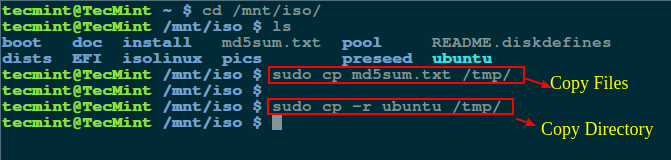 tecmint@TecMint ~ $ cd /mnt/iso/
tecmint@TecMint /mnt/iso $ ls
boot doc install md5sum.txt pool README.diskdefines
dists EFI isolinux pics preseed ubuntu
tecmint@TecMint /mnt/iso $ sudo cp md5sum.txt /tmp/
Copy Files
tecmint@TecMint /mnt/iso $
tecmint@TecMint /mnt/iso $ sudo cp -r ubuntu /tmp/
Copy Directory
tecmint@TecMint /mnt/iso $